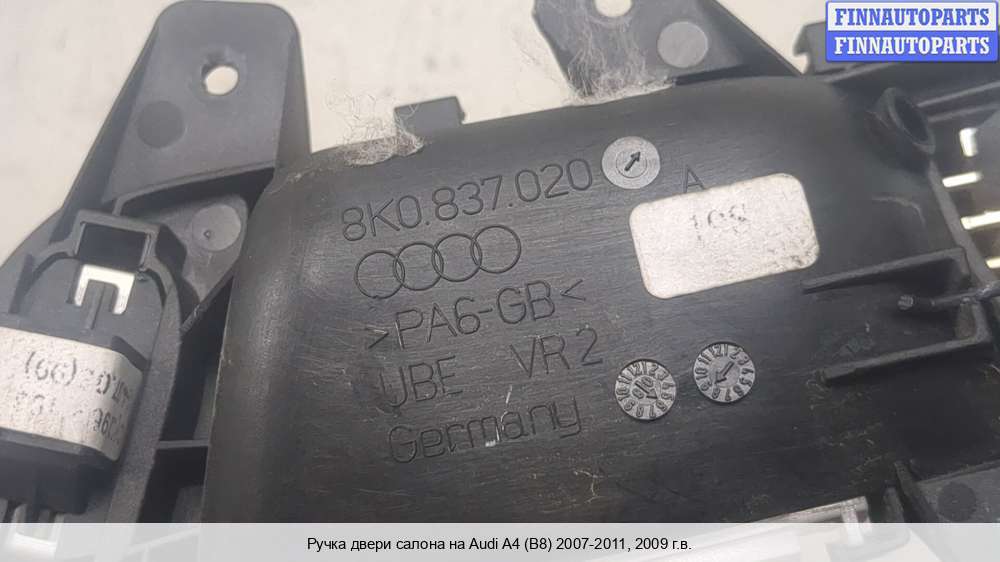 FINNAUTOPARTS
FINNAUTOPARTS
8K0.837.020
A
>PA6-GB<
UBE VR2
Germany
Ручка двери салона на Audi A4 (B8) 2007-2011, 2009 г.в.